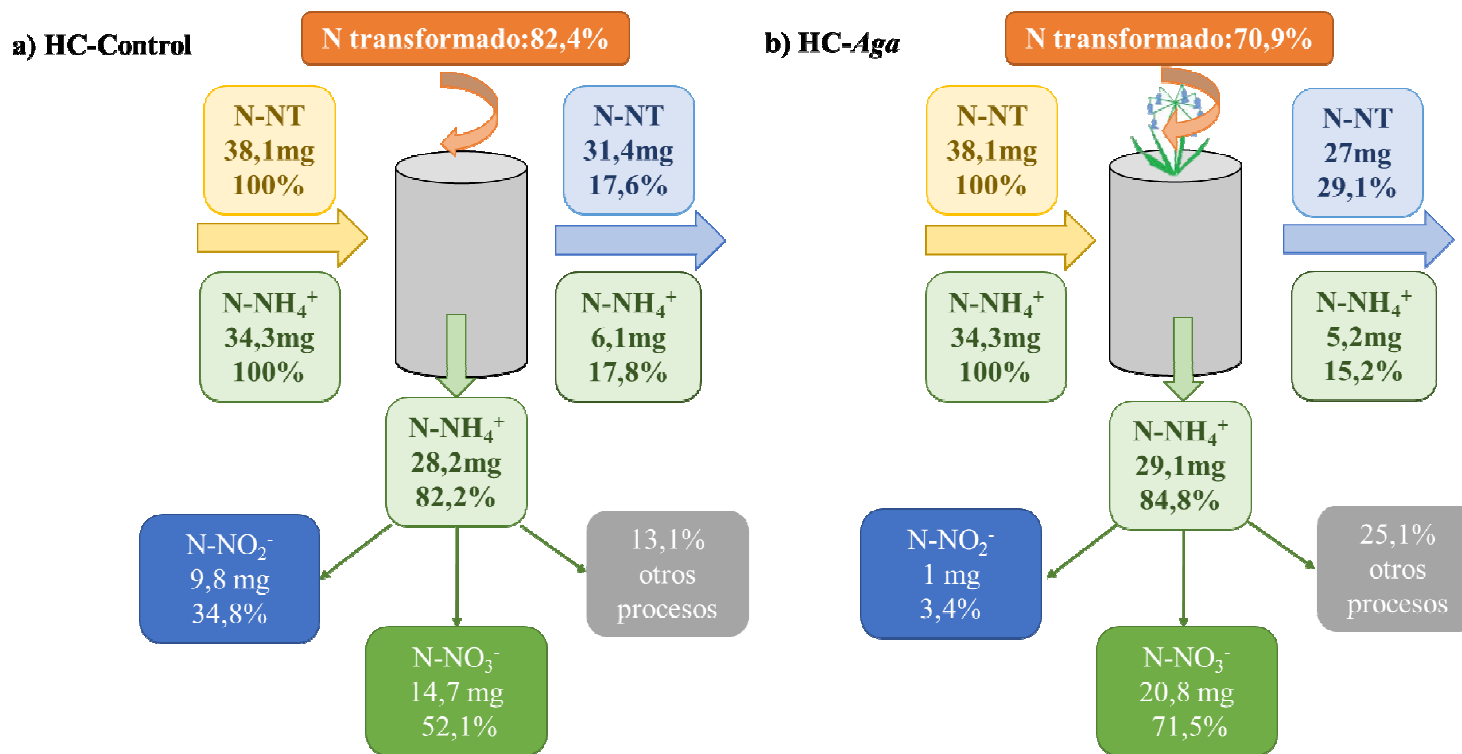 a) HC-Control
N transformado:82,4%
N-NT
38,1mg
100%
N-NT
31,4mg
17,6%
N-NH₄⁺
34,3mg
100%
N-NH₄⁺
6,1mg
17,8%
N-NH₄⁺
28,2mg
82,2%
N-NO₂⁻
9,8 mg
34,8%
13,1%
otros
procesos
N-NO₃⁻
14,7 mg
52,1%
b) HC-Aga
N transformado:70,9%
N-NT
38,1mg
100%
N-NT
27mg
29,1%
N-NH₄⁺
34,3mg
100%
N-NH₄⁺
5,2mg
15,2%
N-NH₄⁺
29,1mg
84,8%
N-NO₂⁻
1 mg
3,4%
25,1%
otros
procesos
N-NO₃⁻
20,8 mg
71,5%